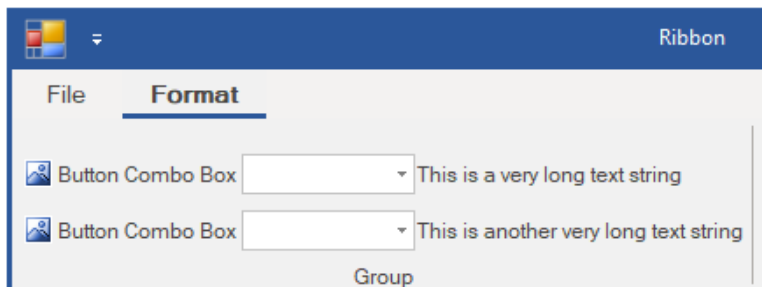 Ribbon
File Format
Button Combo Box This is a very long text string
Button Combo Box This is another very long text string
Group